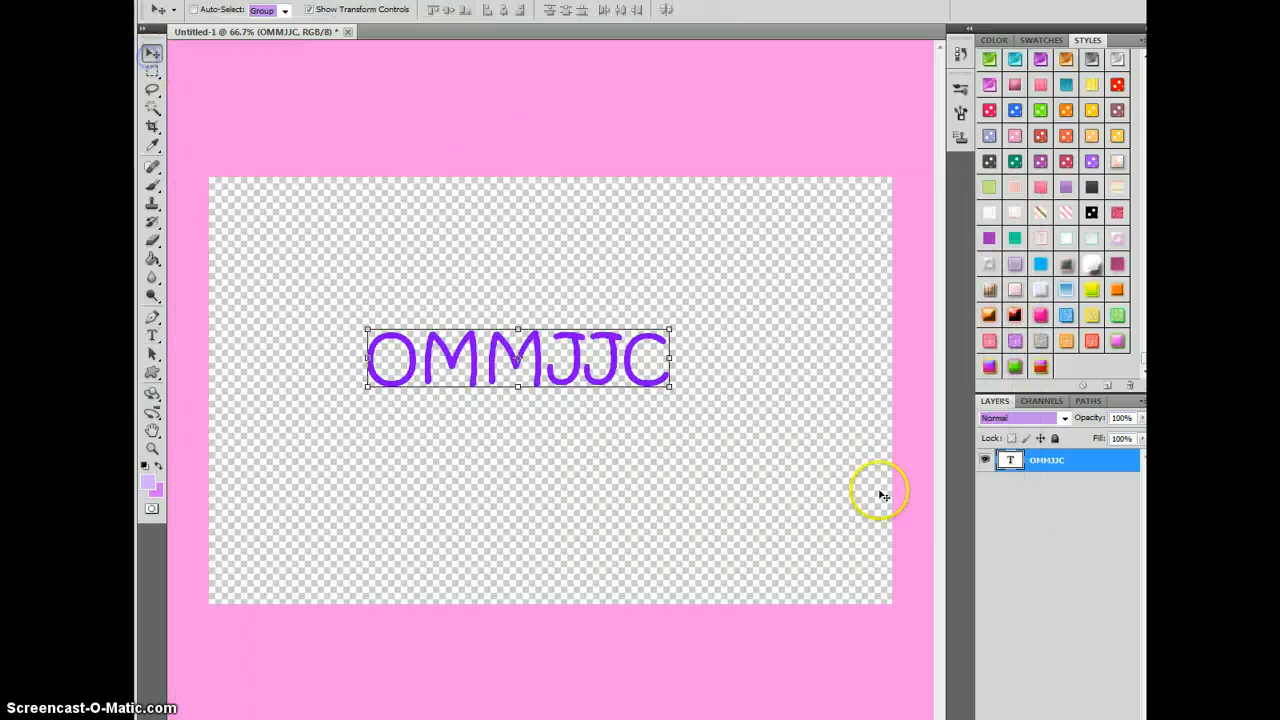 Auto-Select: Group Show Transform Controls
Untitled-1 @ 66.7% (OMMJJC, RGB/8) *
COLOR SWATCHES STYLES
OMMJJC
LAYERS CHANNELS PATHS
Normal Opacity: 100%
Lock: Fill: 100%
T OMMJJC
Screencast-O-Matic.com